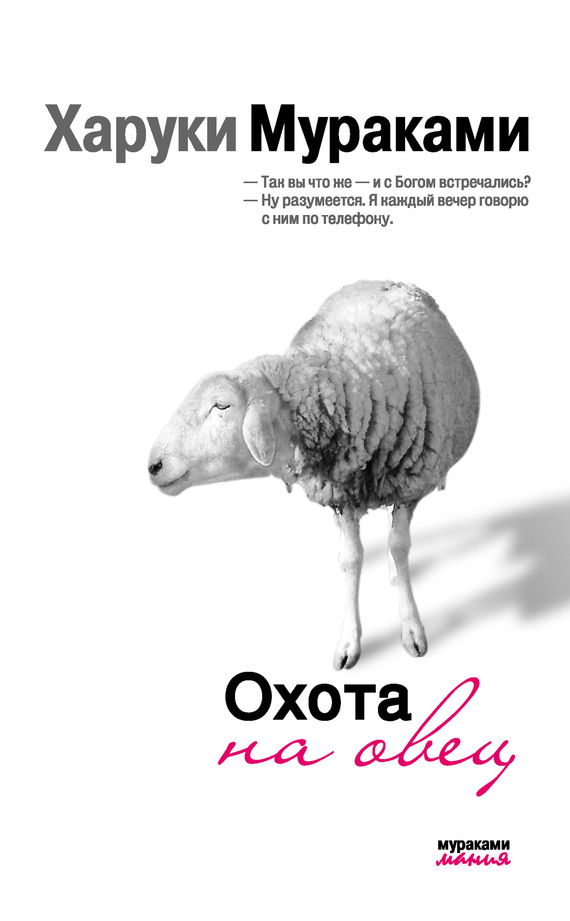 Харуки Мураками
— Так вы что же — и с Богом встречались?
— Ну разумеется. Я каждый вечер говорю
с ним по телефону.
Охота
на овец
мураками
мания